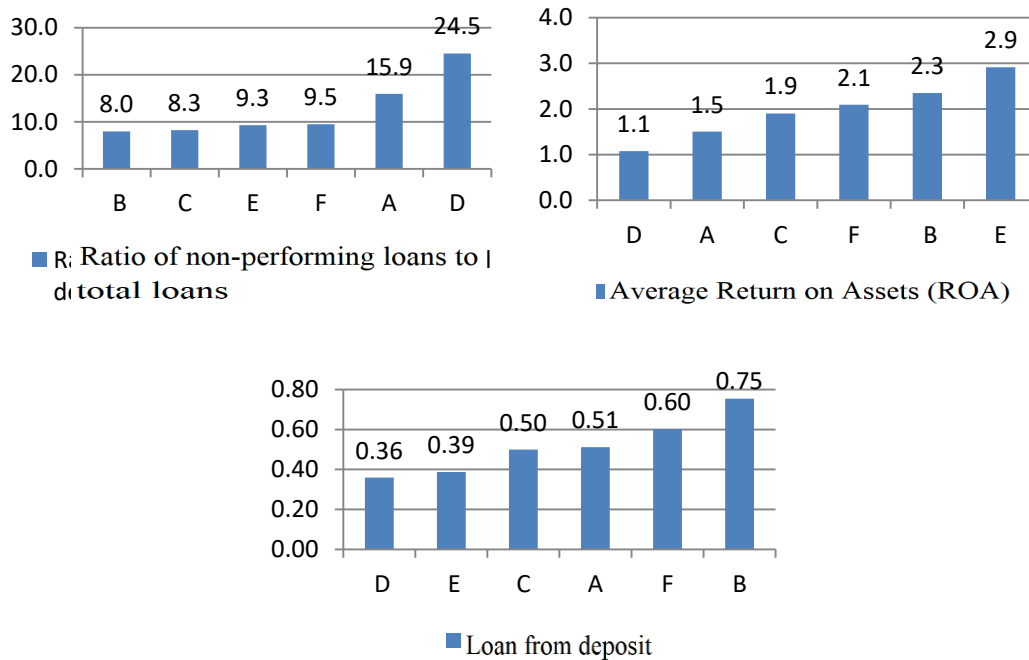 30.0
20.0
10.0
0.0
8.0 8.3 9.3 9.5 15.9 24.5
B C E F A D
Ratio of non-performing loans to
total loans
4.0
3.0
2.0
1.0
0.0
1.1 1.5 1.9 2.1 2.3 2.9
D A C F B E
Average Return on Assets (ROA)
0.80
0.60
0.40
0.20
0.00
0.36 0.39 0.50 0.51 0.60 0.75
D E C A F B
Loan from deposit